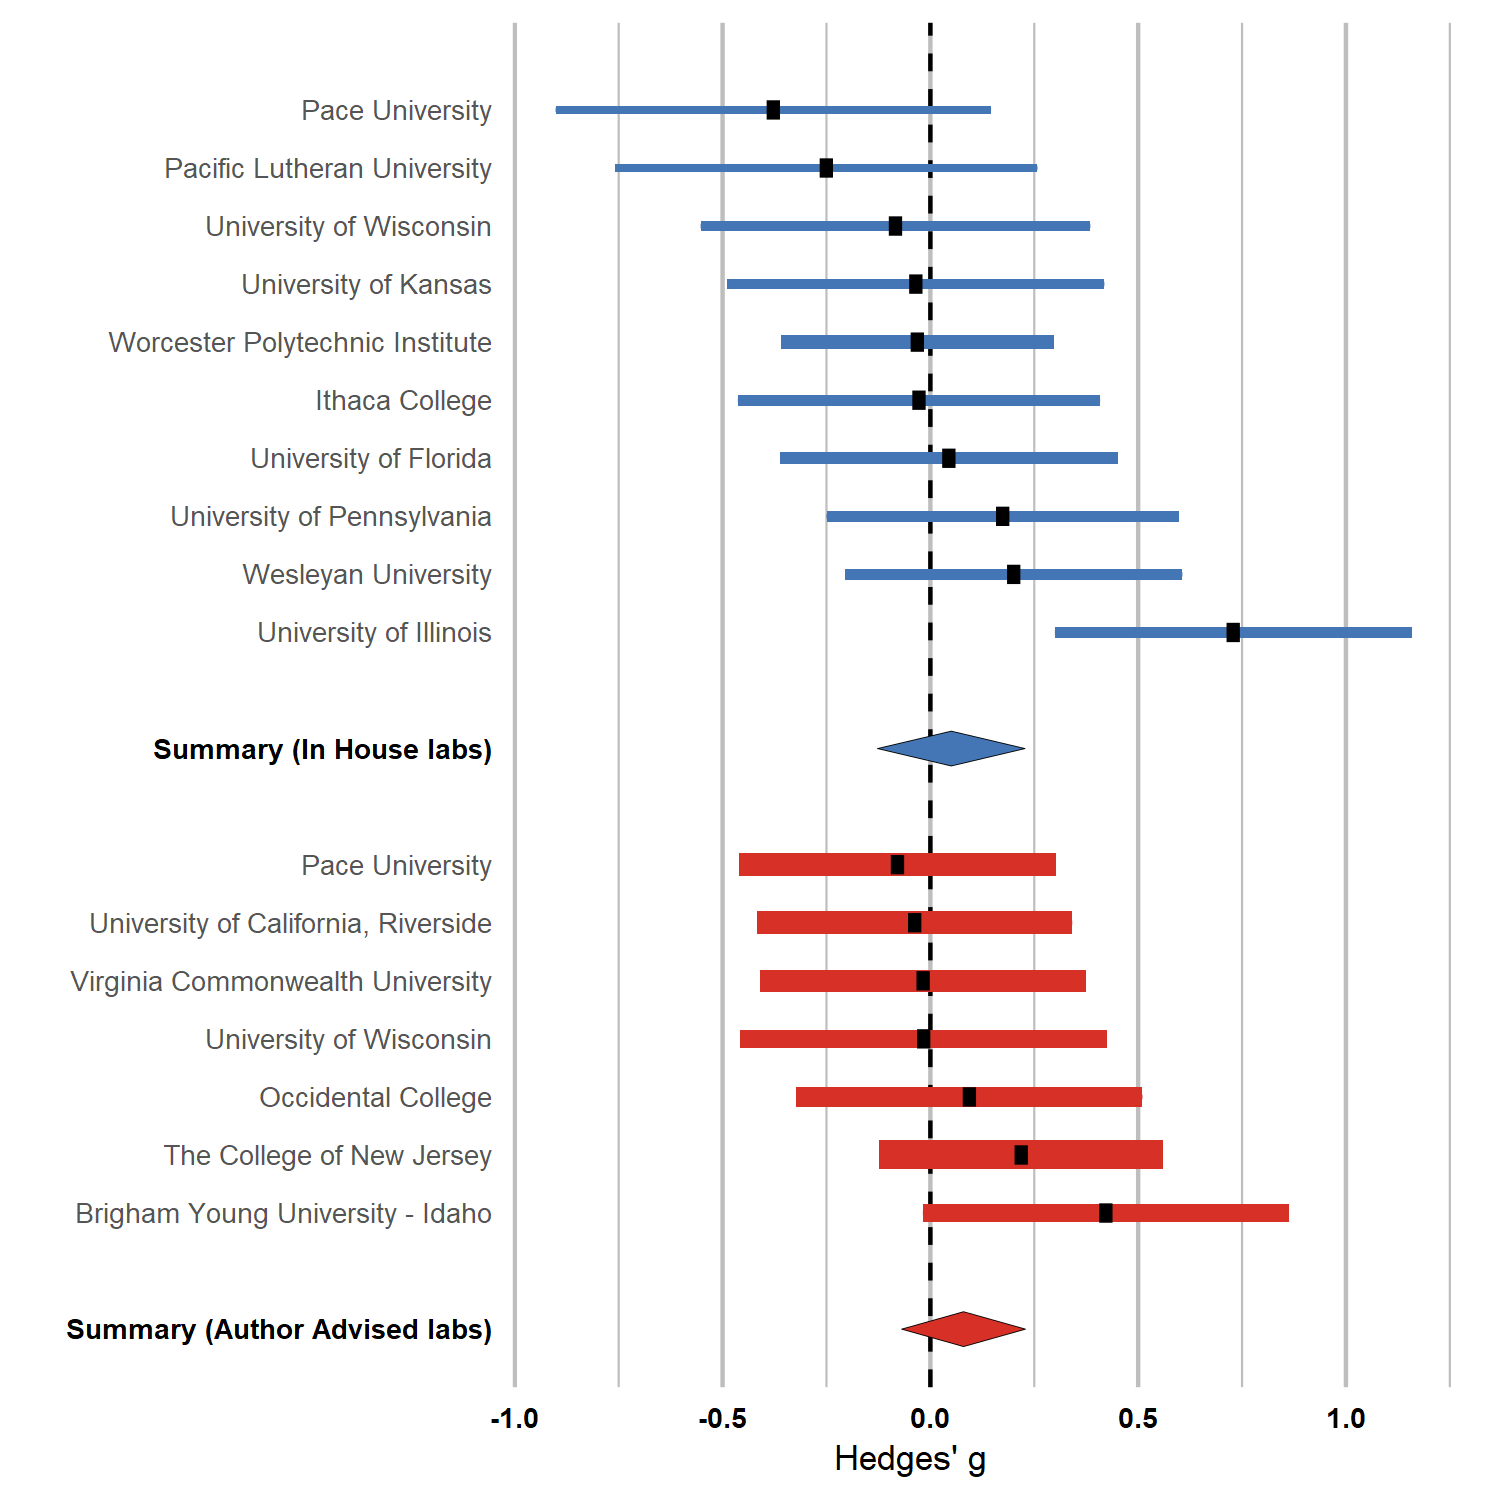 Pace University
Pacific Lutheran University
University of Wisconsin
University of Kansas
Worcester Polytechnic Institute
Ithaca College
University of Florida
University of Pennsylvania
Wesleyan University
University of Illinois
Summary (In House labs)
Pace University
University of California, Riverside
Virginia Commonwealth University
University of Wisconsin
Occidental College
The College of New Jersey
Brigham Young University - Idaho
Summary (Author Advised labs)
-1.0 -0.5 0.0 0.5 1.0
Hedges' g